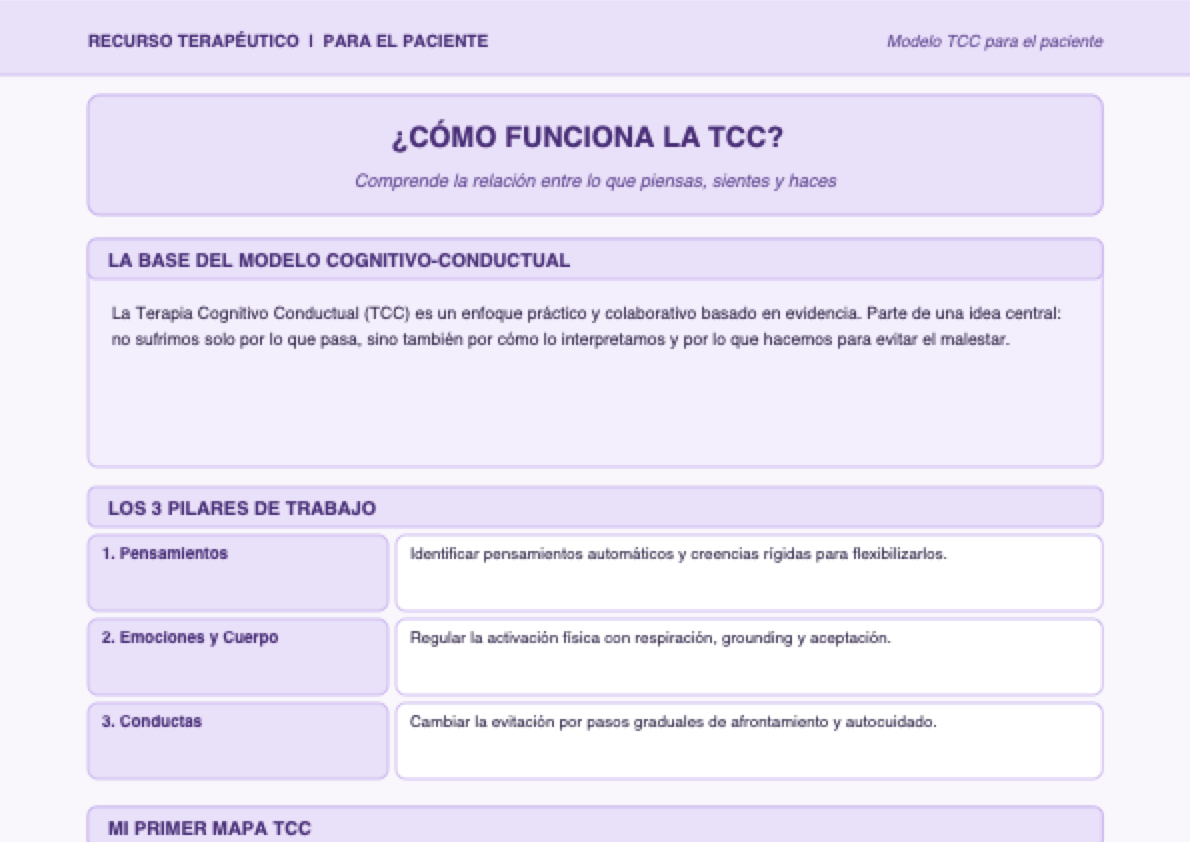 RECURSO TERAPÉUTICO | PARA EL PACIENTE
Modelo TCC para el paciente
¿CÓMO FUNCIONA LA TCC?
Comprende la relación entre lo que piensas, sientes y haces
LA BASE DEL MODELO COGNITIVO-CONDUCTUAL
La Terapia Cognitivo Conductual (TCC) es un enfoque práctico y colaborativo basado en evidencia. Parte de una idea central:
no sufrimos solo por lo que pasa, sino también por cómo lo interpretamos y por lo que hacemos para evitar el malestar.
LOS 3 PILARES DE TRABAJO
1. Pensamientos
Identificar pensamientos automáticos y creencias rígidas para flexibilizarlos.
2. Emociones y Cuerpo
Regular la activación física con respiración, grounding y aceptación.
3. Conductas
Cambiar la evitación por pasos graduales de afrontamiento y autocuidado.
MI PRIMER MAPA TCC